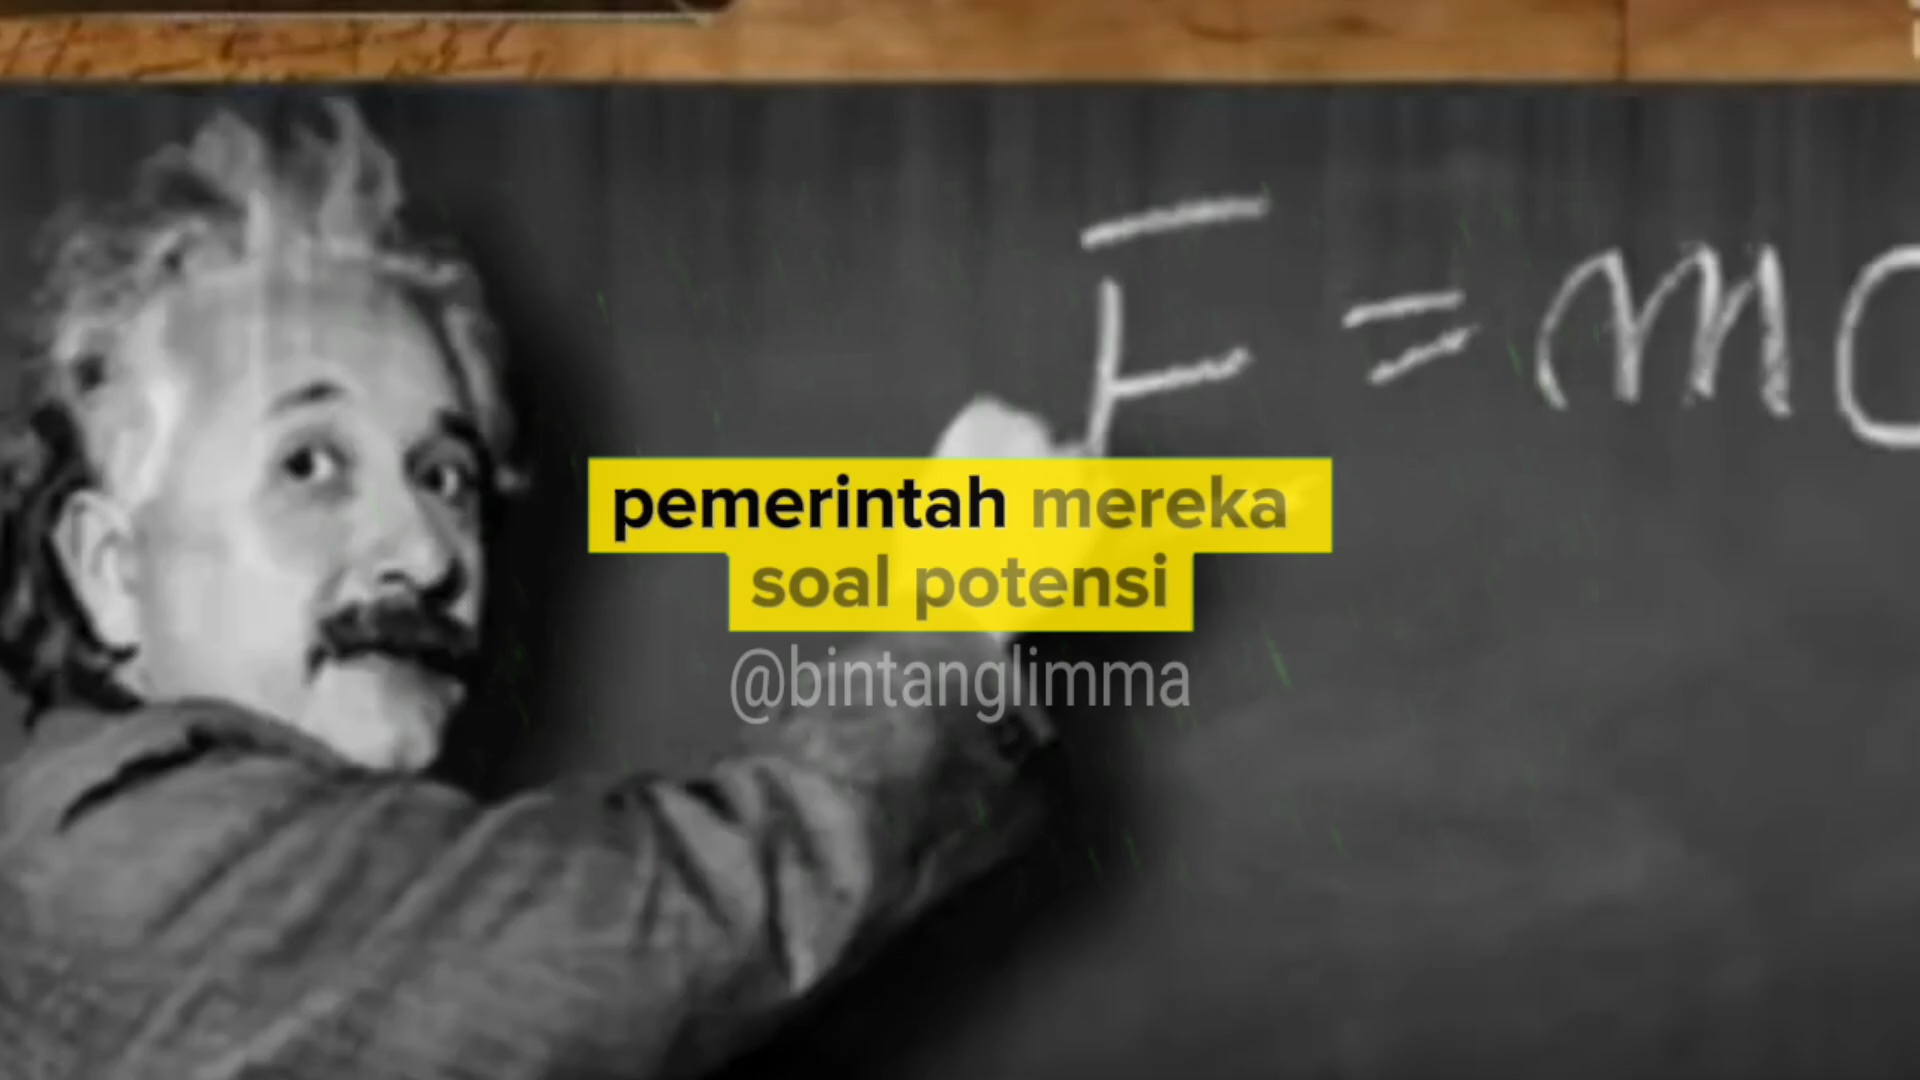 E = mc
pemerintah mereka
soal potensi
@bintanglimma